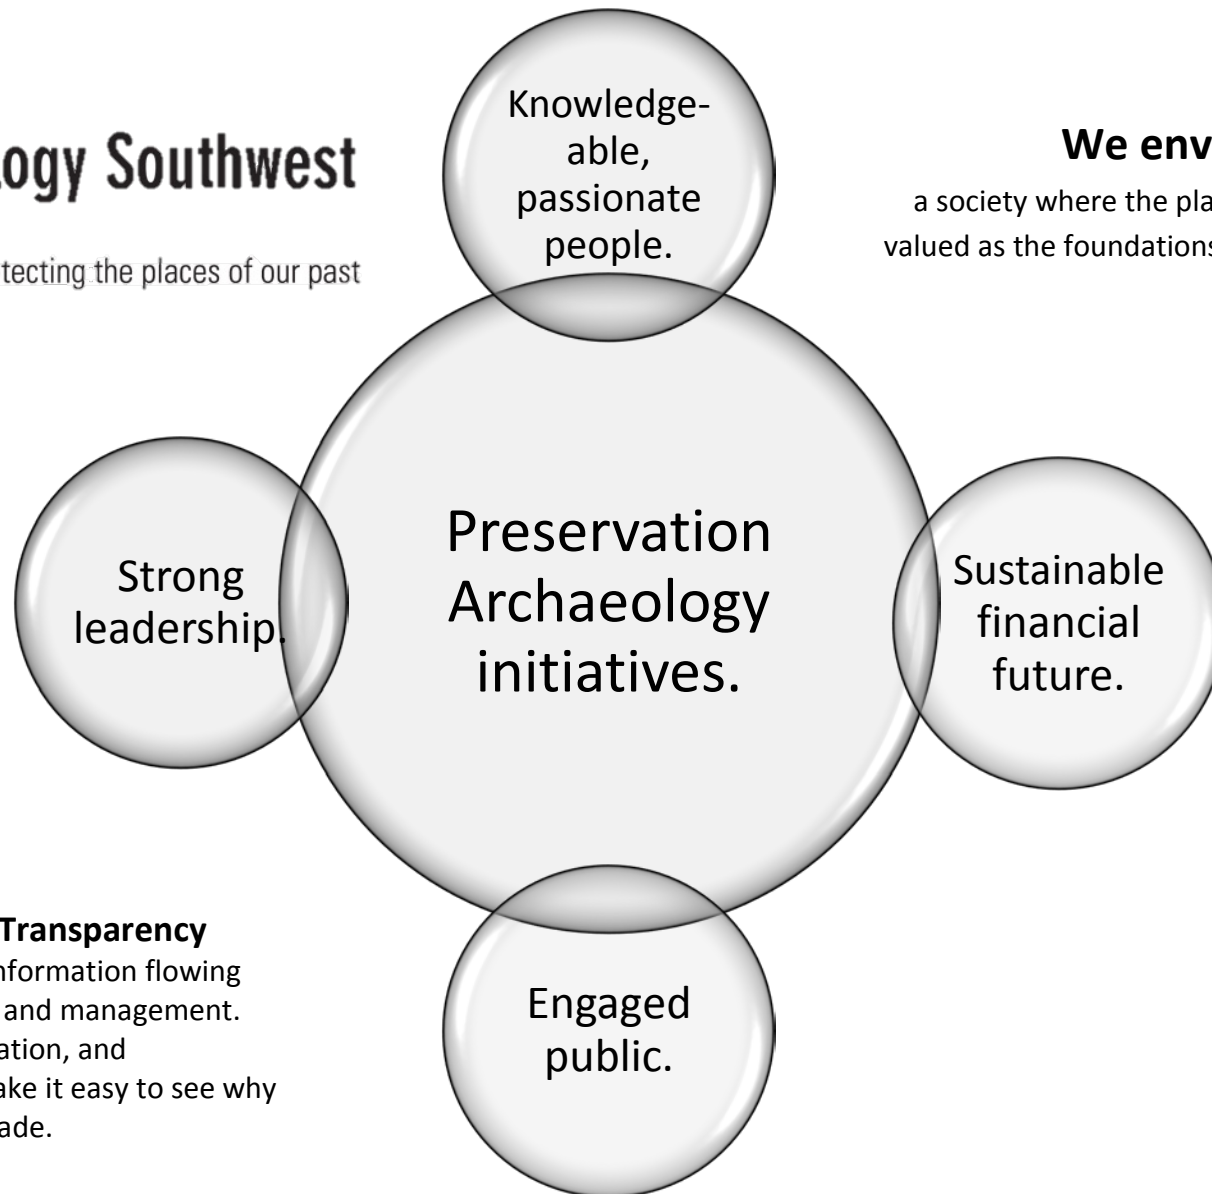 Knowledge-
able,
passionate
people.
ogy Southwest
tecting the places of our past
We env
a society where the pla
valued as the foundations
Strong
leadership.
Preservation
Archaeology
initiatives.
Sustainable
financial
future.
Transparency
nformation flowing
and management.
ation, and
ake it easy to see why
ade.
Engaged
public.